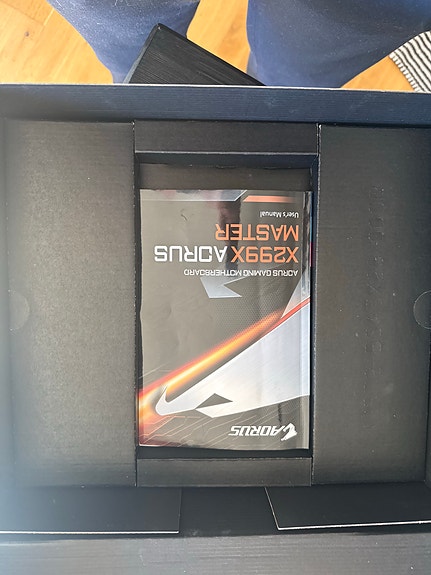 AORUS
AORUS GAMING MOTHERBOARD
X299X AORUS
MASTER
User's Manual